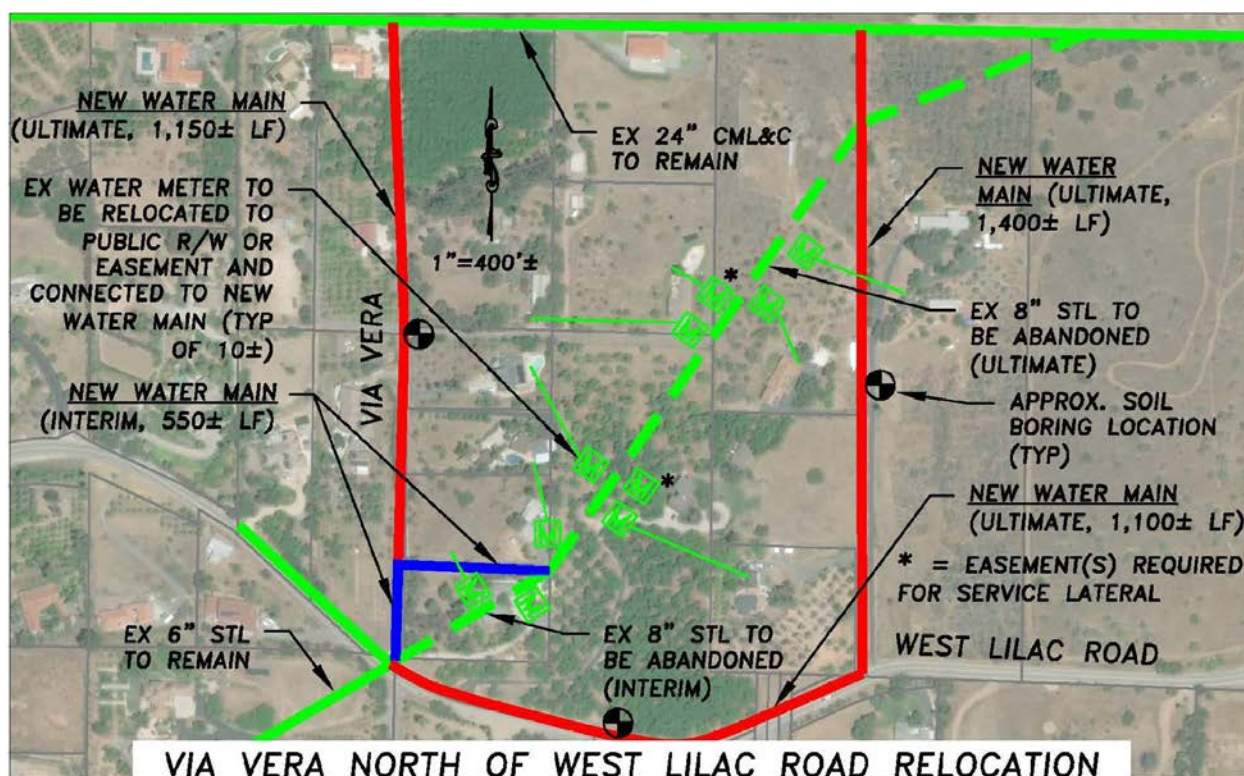 NEW WATER MAIN
(ULTIMATE, 1,150± LF)
EX WATER METER TO
BE RELOCATED TO
PUBLIC R/W OR
EASEMENT AND
CONNECTED TO NEW
WATER MAIN (TYP
OF 10±)
NEW WATER MAIN
(INTERIM, 550± LF)
EX 6" STL
TO REMAIN
VIA VERA
1"=400'±
EX 24" CML&C
TO REMAIN
M
M
M
M
M
M
M
M
M
M
*
*
EX 8" STL TO
BE ABANDONED
(INTERIM)
NEW WATER
MAIN (ULTIMATE,
1,400± LF)
EX 8" STL TO
BE ABANDONED
(ULTIMATE)
APPROX. SOIL
BORING LOCATION
(TYP)
NEW WATER MAIN
(ULTIMATE, 1,100± LF)
* = EASEMENT(S) REQUIRED
FOR SERVICE LATERAL
WEST LILAC ROAD
VIA VERA NORTH OF WEST LILAC ROAD RELOCATION